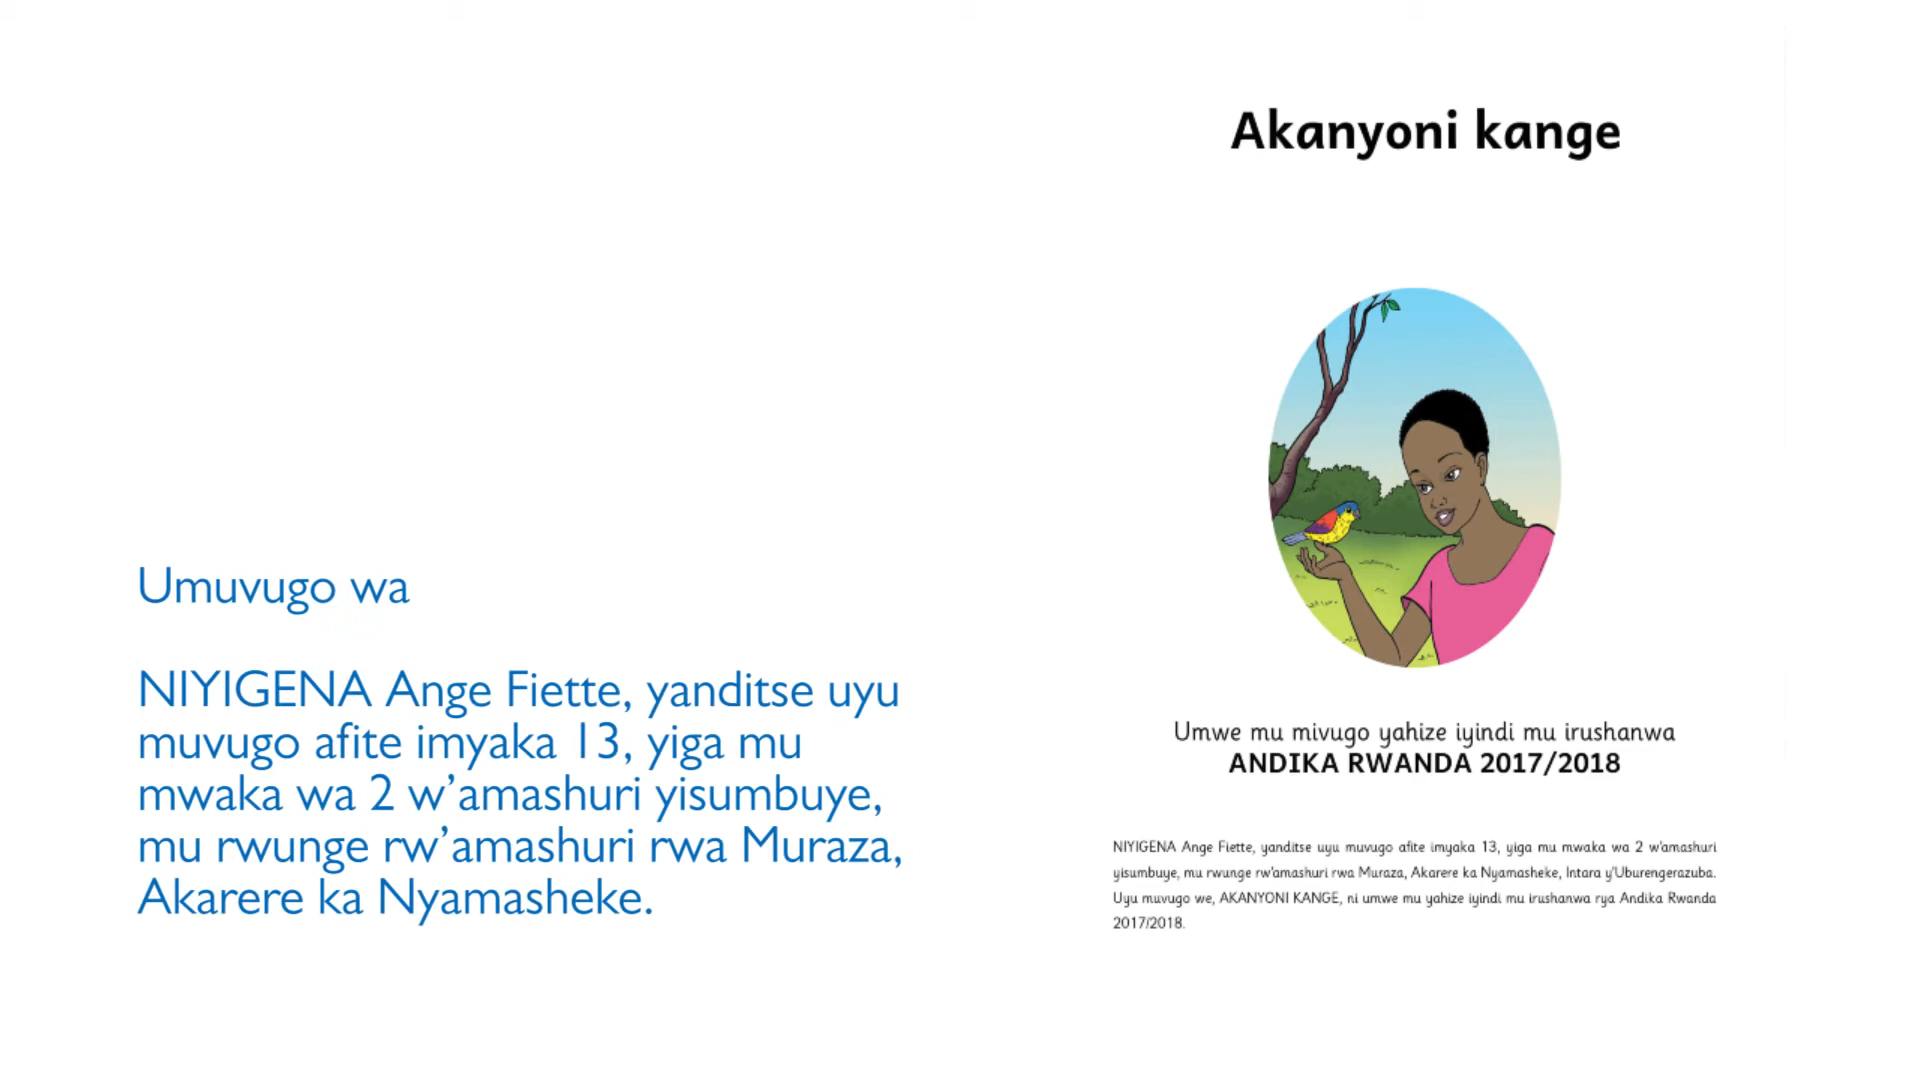 Umuvugo wa
NIYIGENA Ange Fiette, yanditse uyu
muvugo afite imyaka 13, yiga mu
mwaka wa 2 w’amashuri yisumbuye,
mu rwunge rw’amashuri rwa Muraza,
Akarere ka Nyamasheke.
Akanyoni kange
Umwe mu mivugo yahize iyindi mu irushanwa
ANDIKA RWANDA 2017/2018
NIYIGENA Ange Fiette, yanditse uyu muvugo afite imyaka 13, yiga mu mwaka wa 2 w'amashuri
yisumbuye, mu rwunge rw'amashuri rwa Muraza, Akarere ka Nyamasheke, Intara y'Uburengerazuba.
Uyu muvugo we, AKANYONI KANGE, ni umwe mu yahize iyindi mu irushanwa rya Andika Rwanda
2017/2018.